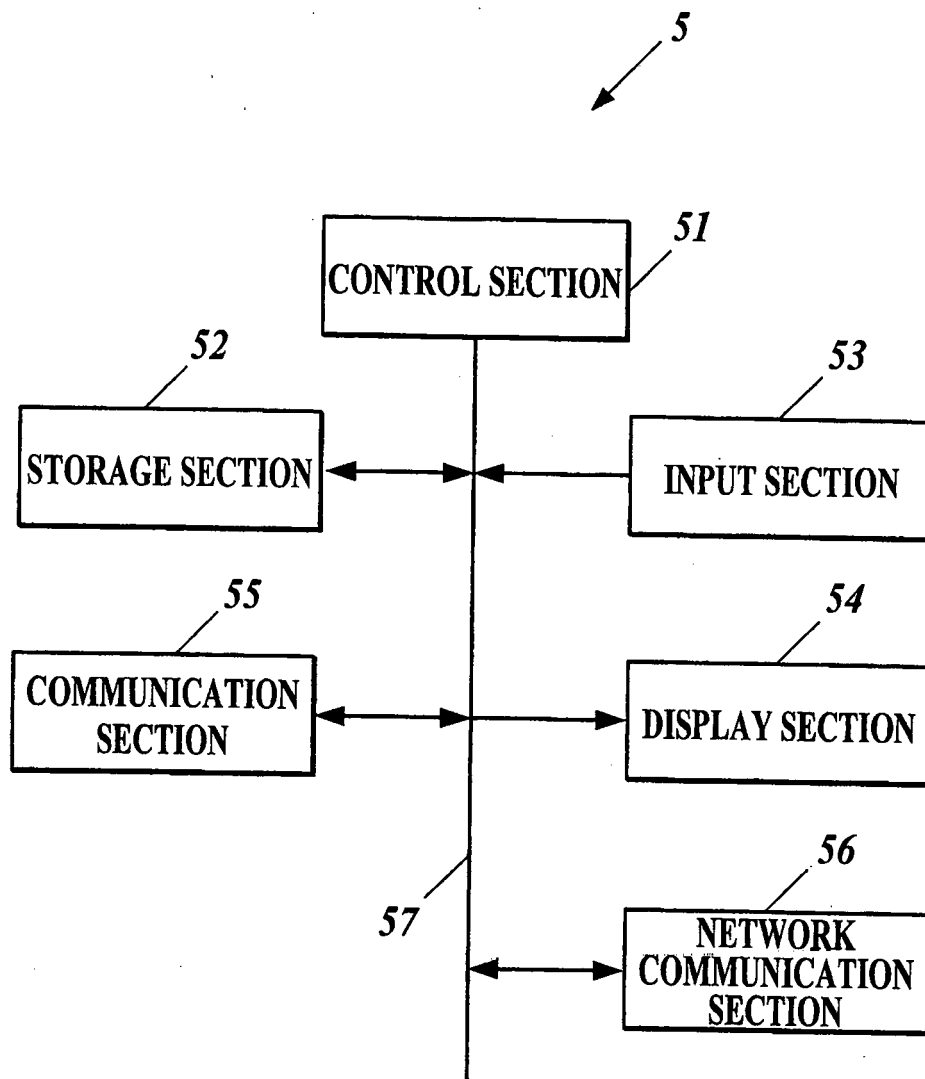 5
51
CONTROL SECTION
52
53
STORAGE SECTION
INPUT SECTION
55
54
COMMUNICATION
SECTION
DISPLAY SECTION
56
57
NETWORK
COMMUNICATION
SECTION